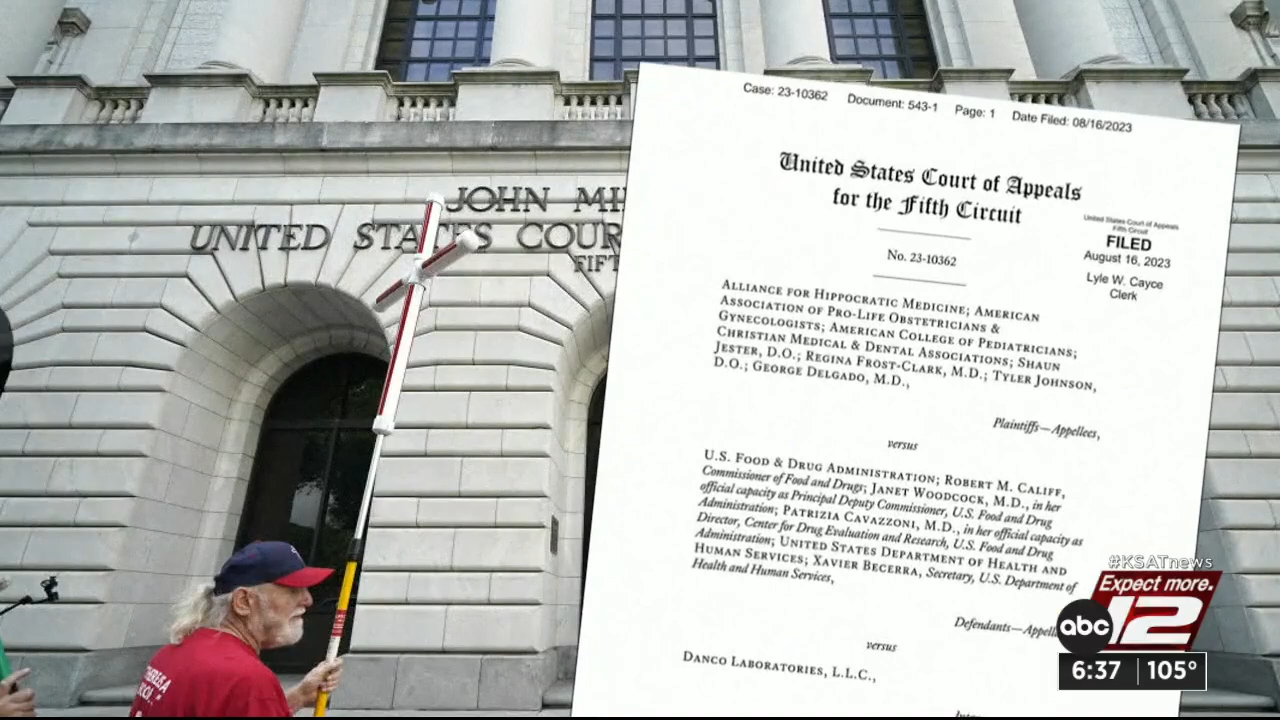 JOHN MI
UNITED STATES COUR
FIFT
Case: 23-10362 Document: 543-1 Page: 1 Date Filed: 08/16/2023
United States Court of Appeals
for the Fifth Circuit
United States Court of Appeals
Fifth Circuit
FILED
August 16, 2023
Lyle W. Cayce
Clerk
No. 23-10362
Alliance for Hippocratic Medicine; American
Association of Pro-Life Obstetricians &
Gynecologists; American College of Pediatricians;
Christian Medical & Dental Associations; Shaun
Jester, D.O.; Regina Frost-Clark, M.D.; Tyler Johnson,
D.O.; George Delgado, M.D.,
Plaintiffs—Appellees,
versus
U.S. Food & Drug Administration; Robert M. Califf,
Commissioner of Food and Drugs; Janet Woodcock, M.D., in her
official capacity as Principal Deputy Commissioner, U.S. Food and Drug
Administration; Patrizia Cavazzoni, M.D., in her official capacity as
Director, Center for Drug Evaluation and Research, U.S. Food and Drug
Administration; United States Department of Health and
Human Services; Xavier Becerra, Secretary, U.S. Department of
Health and Human Services,
Defendants—Appell
versus
Danco Laboratories, L.L.C.,
#KSATnews
Expect more.
abc 12
6:37 105°